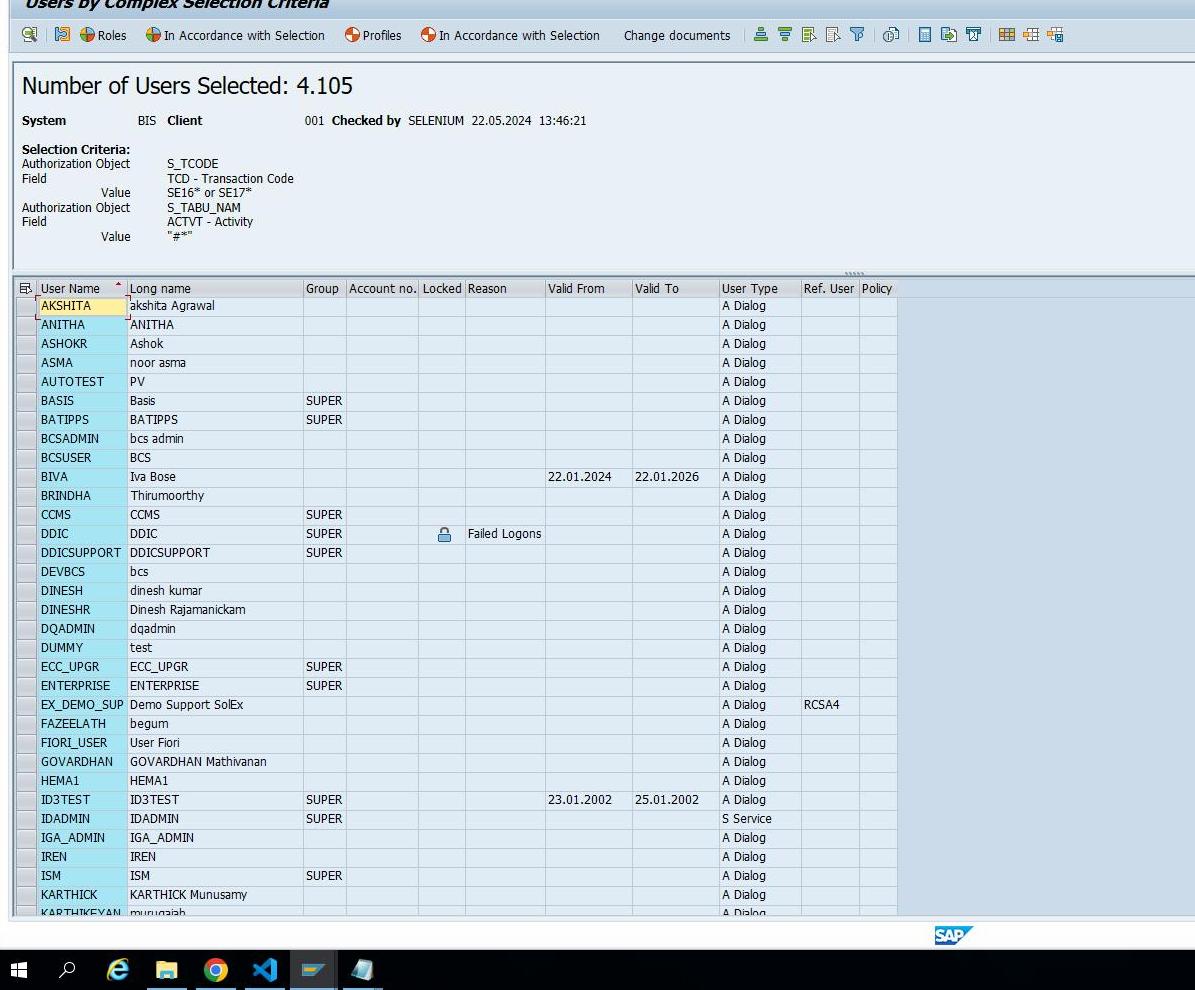 Users by Complex Selection Criteria
Roles In Accordance with Selection Profiles In Accordance with Selection Change documents
Number of Users Selected: 4.105
System BIS Client 001 Checked by SELENIUM 22.05.2024 13:46:21
Selection Criteria:
Authorization Object S_TCODE
Field TCD - Transaction Code
Value SE16* or SE17*
Authorization Object S_TABU_NAM
Field ACTVT - Activity
Value "#*"
User Name Long name Group Account no. Locked Reason Valid From Valid To User Type Ref. User Policy
AKSHITA akshita Agrawal A Dialog
ANITHA ANITHA A Dialog
ASHOKR Ashok A Dialog
ASMA noor asma A Dialog
AUTOTEST PV A Dialog
BASIS Basis SUPER A Dialog
BATIPPS BATIPPS SUPER A Dialog
BCSADMIN bcs admin A Dialog
BCSUSER BCS A Dialog
BIVA Iva Bose 22.01.2024 22.01.2026 A Dialog
BRINDHA Thirumoorthy A Dialog
CCMS CCMS SUPER A Dialog
DDIC DDIC SUPER Failed Logons A Dialog
DDICSUPPORT DDICSUPPORT SUPER A Dialog
DEVBCS bcs A Dialog
DINESH dinesh kumar A Dialog
DINESHR Dinesh Rajamanickam A Dialog
DQADMIN dqadmin A Dialog
DUMMY test A Dialog
ECC_UPGR ECC_UPGR SUPER A Dialog
ENTERPRISE ENTERPRISE SUPER A Dialog
EX_DEMO_SUP Demo Support SolEx A Dialog RCSA4
FAZEELATH begum A Dialog
FIORI_USER User Fiori A Dialog
GOVARDHAN GOVARDHAN Mathivanan A Dialog
HEMA1 HEMA1 A Dialog
ID3TEST ID3TEST SUPER 23.01.2002 25.01.2002 A Dialog
IDADMIN IDADMIN SUPER S Service
IGA_ADMIN IGA_ADMIN A Dialog
IREN IREN A Dialog
ISM ISM SUPER A Dialog
KARTHICK KARTHICK Munusamy A Dialog
KARTHIKEYAN murugaiah A Dialog
SAP